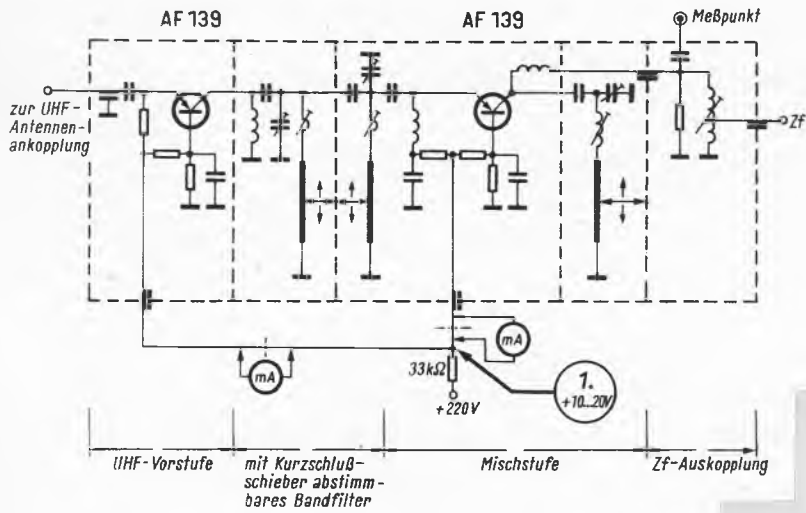 AF 139
AF 139
Meßpunkt
zur UHF-
Antennen-
ankopplung
Zf
mA
mA
33kΩ
+220V
1.
+10...20V
UHF-Vorstufe
mit Kurzschluß-
schieber abstimm-
bares Bandfilter
Mischstufe
Zf-Auskopplung